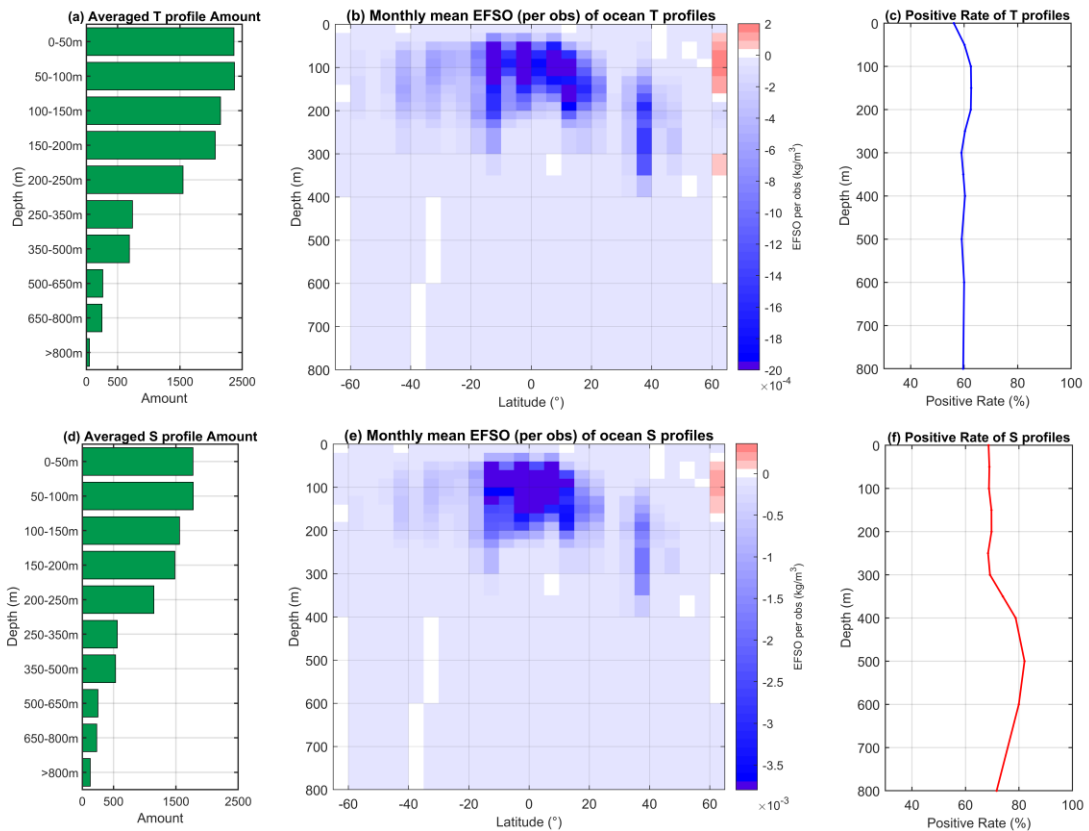 (a) Averaged T profile Amount
Depth (m)
0-50m
50-100m
100-150m
150-200m
200-250m
250-350m
350-500m
500-650m
650-800m
>800m
0 500 1500 2500
Amount
(b) Monthly mean EFSO (per obs) of ocean T profiles
Depth (m)
0
100
200
300
400
500
600
700
800
-60 -40 -20 0 20 40 60
Latitude (°)
2
0
-2
-4
-6
-8
-10
-12
-14
-16
-18
-20
×10⁻⁴
EFSO per obs (kg/m³)
(c) Positive Rate of T profiles
Depth (m)
0
100
200
300
400
500
600
700
800
40 60 80 100
Positive Rate (%)
(d) Averaged S profile Amount
Depth (m)
0-50m
50-100m
100-150m
150-200m
200-250m
250-350m
350-500m
500-650m
650-800m
>800m
0 500 1500 2500
Amount
(e) Monthly mean EFSO (per obs) of ocean S profiles
Depth (m)
0
100
200
300
400
500
600
700
800
-60 -40 -20 0 20 40 60
Latitude (°)
0
-0.5
-1
-1.5
-2
-2.5
-3
-3.5
×10⁻³
EFSO per obs (kg/m³)
(f) Positive Rate of S profiles
Depth (m)
0
100
200
300
400
500
600
700
800
40 60 80 100
Positive Rate (%)